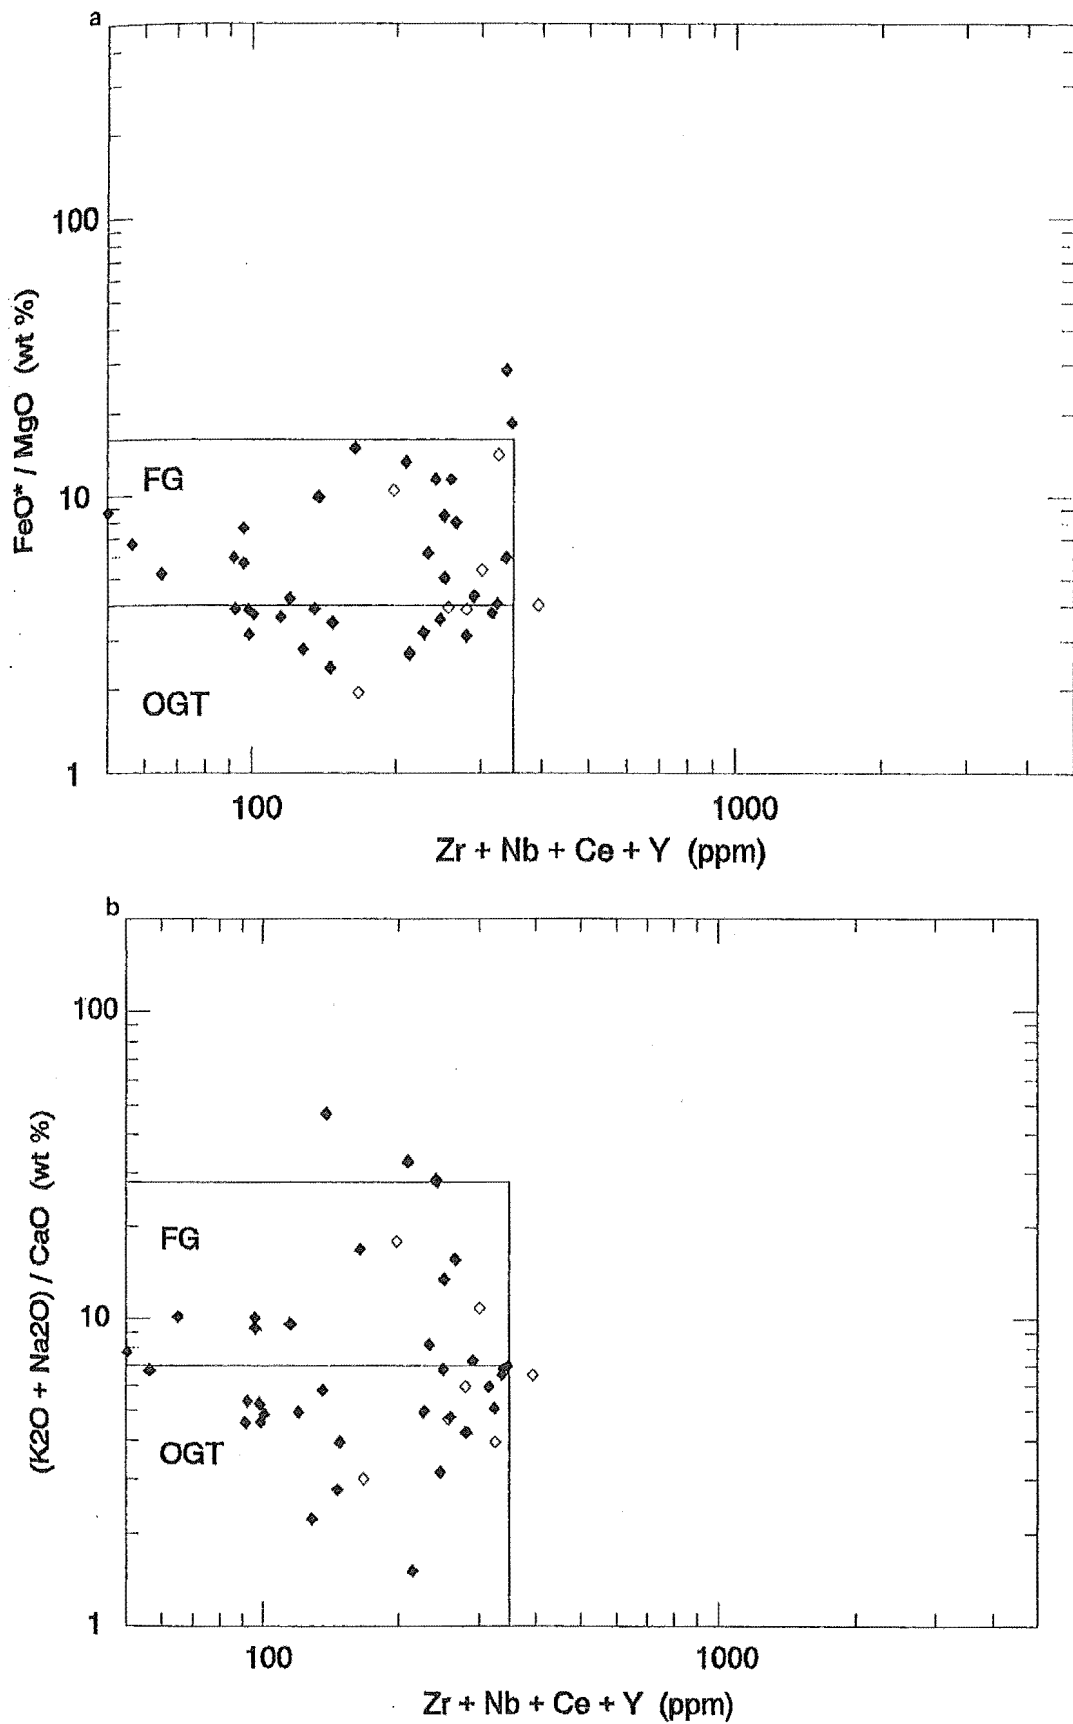 a
100
FeO* / MgO (wt %)
FG
10
OGT
1
100
1000
Zr + Nb + Ce + Y (ppm)
b
100
(K2O + Na2O) / CaO (wt %)
FG
10
OGT
1
100
1000
Zr + Nb + Ce + Y (ppm)